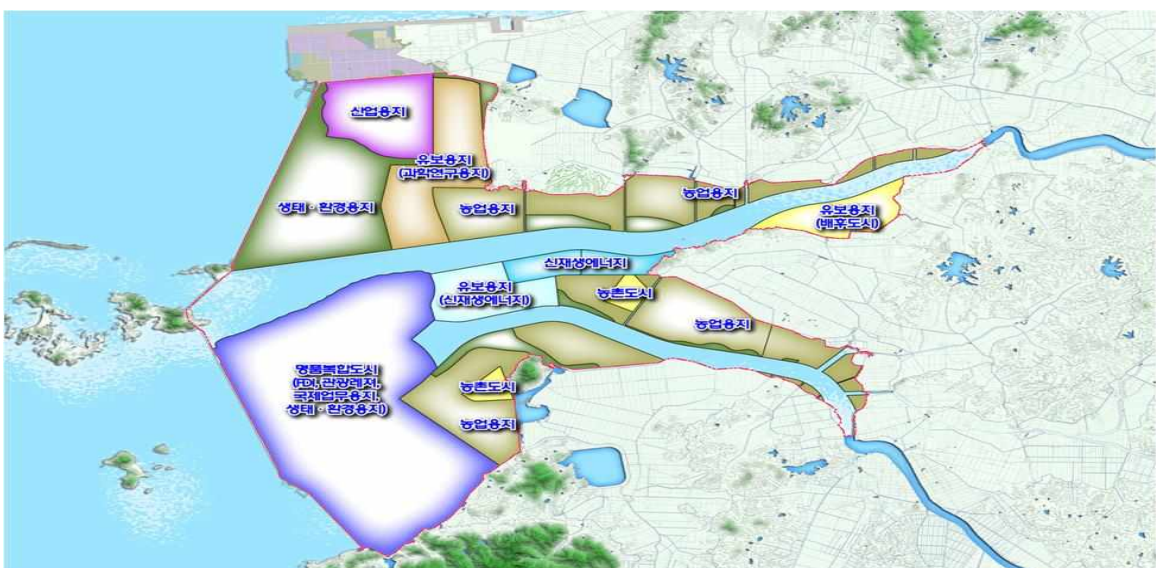 산업용지
유보용지
(과학연구용지)
생태·환경용지
농업용지
농업용지
유보용지
(배후도시)
신재생에너지
유보용지
(신재생에너지)
농촌도시
농업용지
명품복합도시
(FDI, 관광레저,
국제업무용지,
생태·환경용지)
농촌도시
농업용지